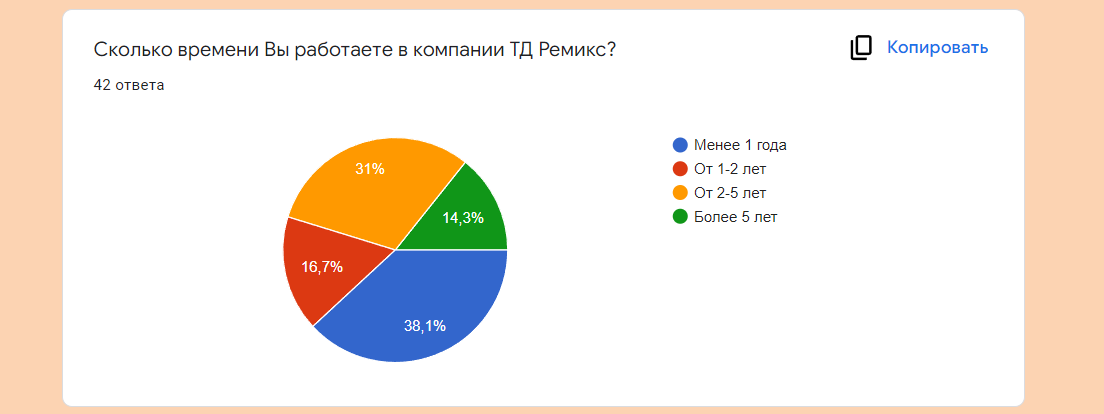 Сколько времени Вы работаете в компании ТД Ремикс?
Копировать
42 ответа
31%
14,3%
16,7%
38,1%
Менее 1 года
От 1-2 лет
От 2-5 лет
Более 5 лет